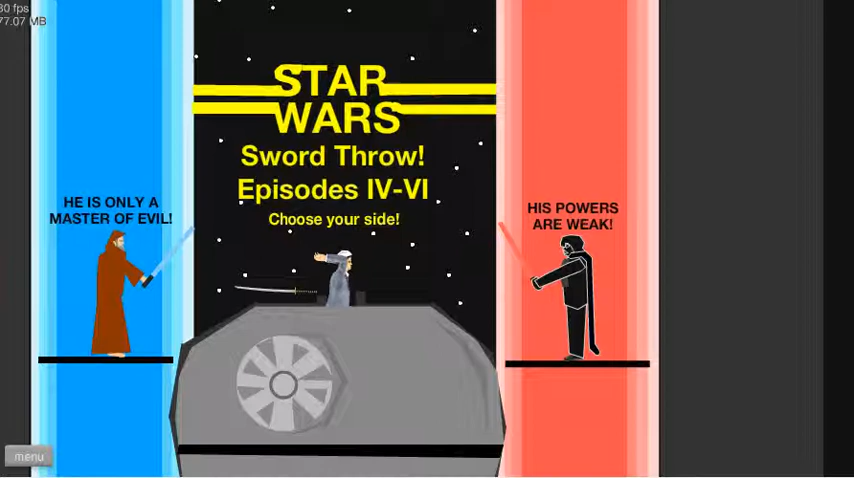 30 fps
77.07 MB
STAR
WARS
Sword Throw!
Episodes IV-VI
Choose your side!
HE IS ONLY A
MASTER OF EVIL!
HIS POWERS
ARE WEAK!
menu